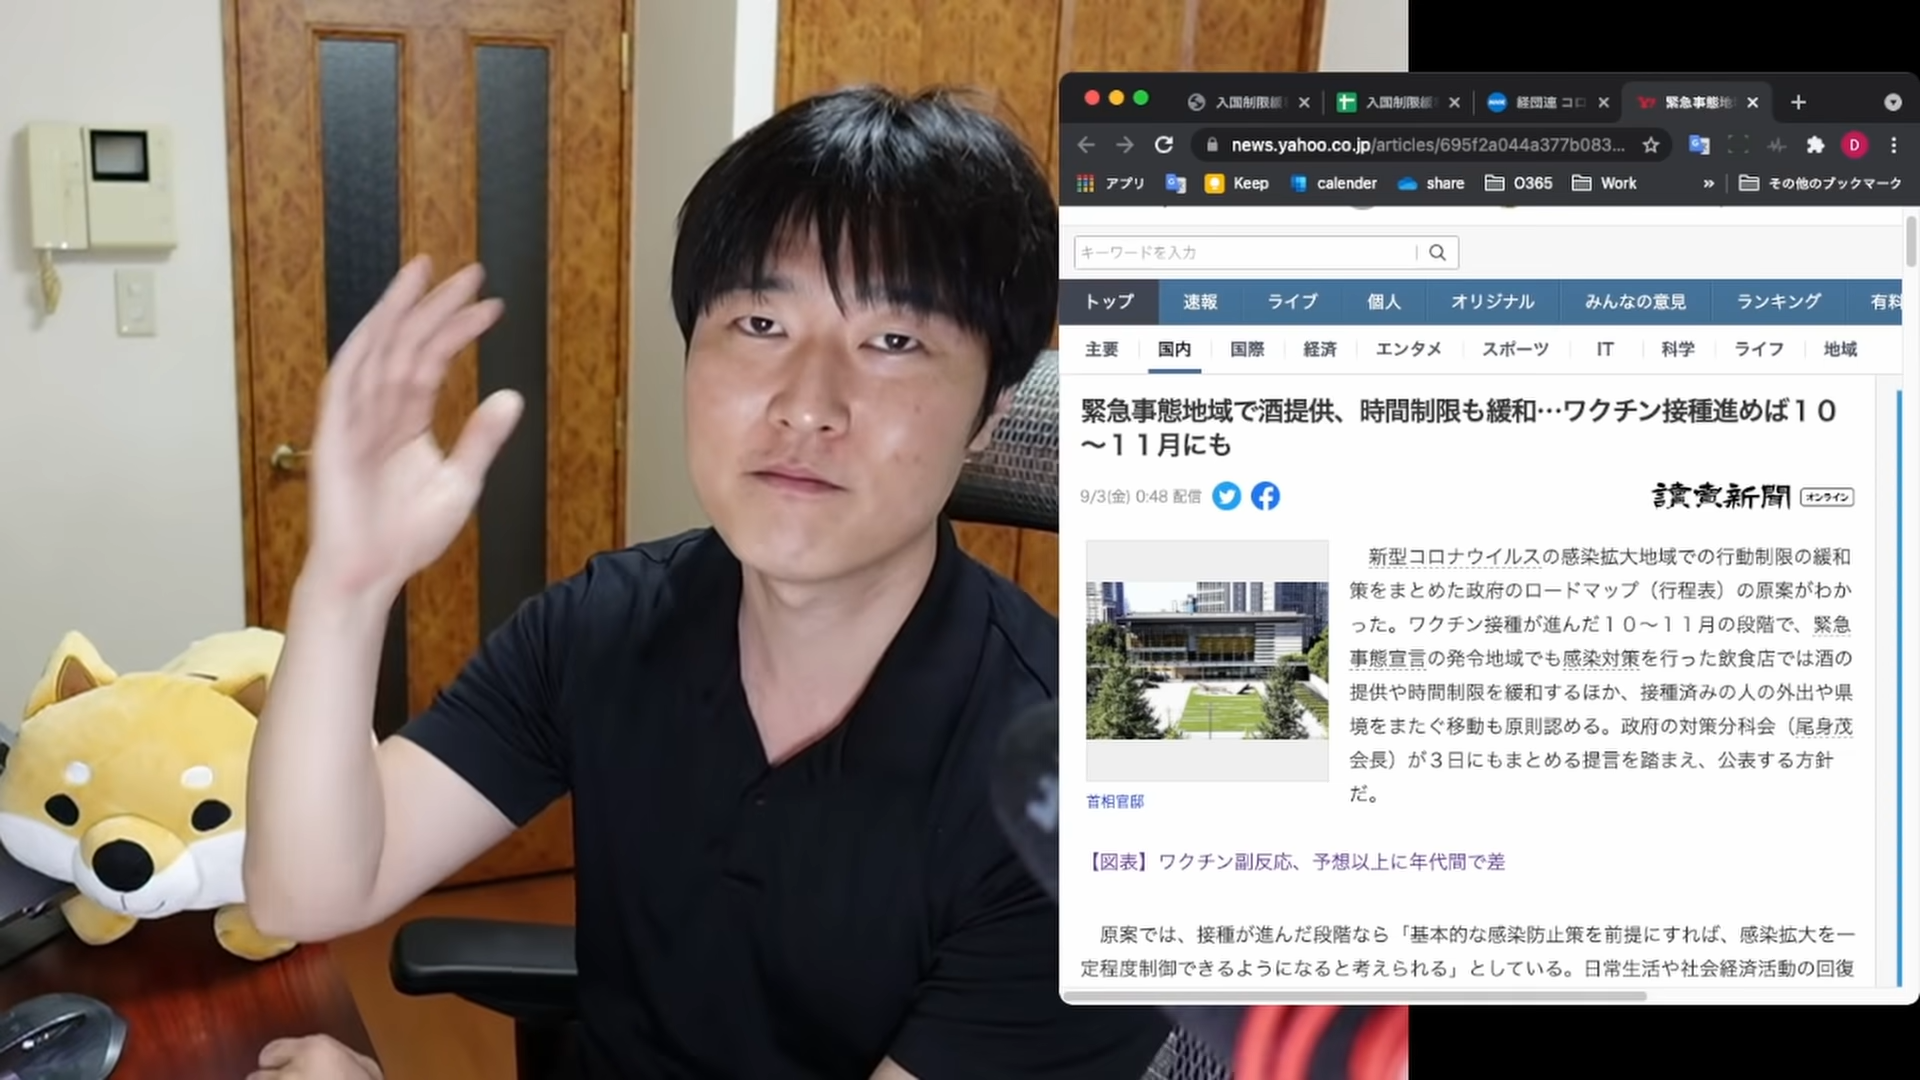 入国制限緩
入国制限緩
経団連 コロ
緊急事態地
D
news.yahoo.co.jp/articles/695f2a044a377b083...
アプリ
Keep
calender
share
O365
Work
»
その他のブックマーク
キーワードを入力
トップ
速報
ライブ
個人
オリジナル
みんなの意見
ランキング
有料
主要
国内
国際
経済
エンタメ
スポーツ
IT
科学
ライフ
地域
緊急事態地域で酒提供、時間制限も緩和…ワクチン接種進めば１０
～１１月にも
9/3(金) 0:48 配信
讀賣新聞 オンライン
新型コロナウイルスの感染拡大地域での行動制限の緩和
策をまとめた政府のロードマップ（行程表）の原案がわか
った。ワクチン接種が進んだ１０～１１月の段階で、緊急
事態宣言の発令地域でも感染対策を行った飲食店では酒の
提供や時間制限を緩和するほか、接種済みの人の外出や県
境をまたぐ移動も原則認める。政府の対策分科会（尾身茂
会長）が３日にもまとめる提言を踏まえ、公表する方針
だ。
首相官邸
【図表】ワクチン副反応、予想以上に年代間で差
原案では、接種が進んだ段階なら「基本的な感染防止策を前提にすれば、感染拡大を一
定程度制御できるようになると考えられる」としている。日常生活や社会経済活動の回復